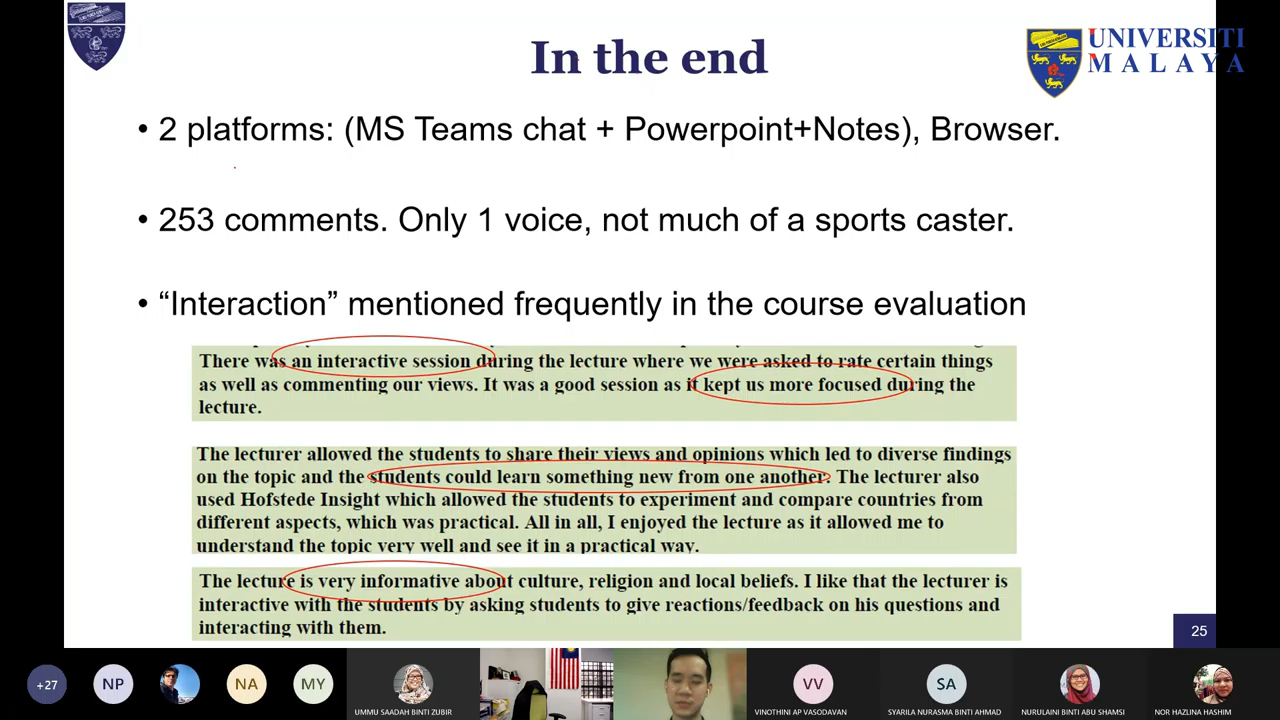 In the end
UNIVERSITI
MALAYA
• 2 platforms: (MS Teams chat + Powerpoint+Notes), Browser.
• 253 comments. Only 1 voice, not much of a sports caster.
• “Interaction” mentioned frequently in the course evaluation
There was an interactive session during the lecture where we were asked to rate certain things
as well as commenting our views. It was a good session as it kept us more focused during the
lecture.
The lecturer allowed the students to share their views and opinions which led to diverse findings
on the topic and the students could learn something new from one another. The lecturer also
used Hofstede Insight which allowed the students to experiment and compare countries from
different aspects, which was practical. All in all, I enjoyed the lecture as it allowed me to
understand the topic very well and see it in a practical way.
The lecture is very informative about culture, religion and local beliefs. I like that the lecturer is
interactive with the students by asking students to give reactions/feedback on his questions and
interacting with them.
25
+27
NP
NA
MY
VV
SA
UMMU SAADAH BINTI ZUBIR
VINOTHINI AP VASODAVAN
SYARILA NURASMA BINTI AHMAD
NURULAINI BINTI ABU SHAMSI
NOR HAZLINA HASHIM